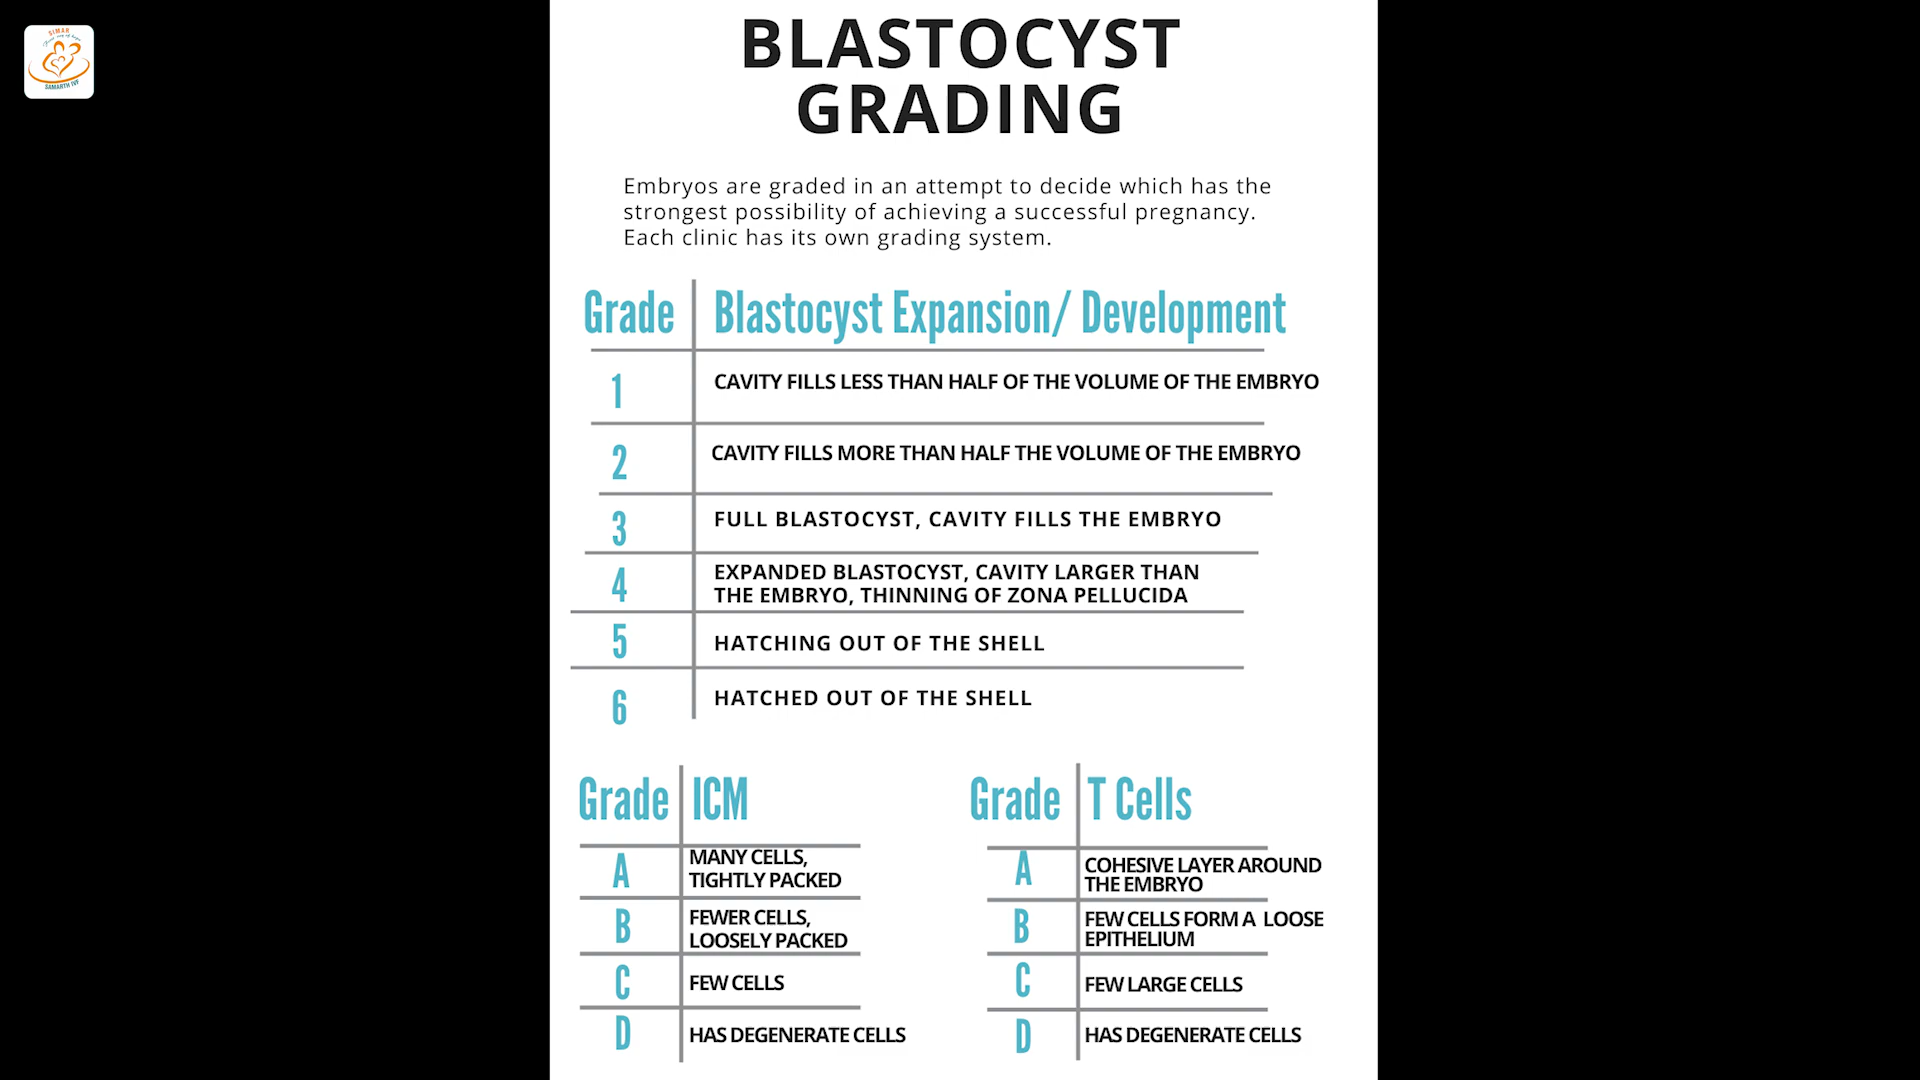 SIMAR
SAMARTH IVF
BLASTOCYST
GRADING
Embryos are graded in an attempt to decide which has the
strongest possibility of achieving a successful pregnancy.
Each clinic has its own grading system.
Grade Blastocyst Expansion/ Development
1 CAVITY FILLS LESS THAN HALF OF THE VOLUME OF THE EMBRYO
2 CAVITY FILLS MORE THAN HALF THE VOLUME OF THE EMBRYO
3 FULL BLASTOCYST, CAVITY FILLS THE EMBRYO
4 EXPANDED BLASTOCYST, CAVITY LARGER THAN
THE EMBRYO, THINNING OF ZONA PELLUCIDA
5 HATCHING OUT OF THE SHELL
6 HATCHED OUT OF THE SHELL
Grade ICM
A MANY CELLS,
TIGHTLY PACKED
B FEWER CELLS,
LOOSELY PACKED
C FEW CELLS
D HAS DEGENERATE CELLS
Grade T Cells
A COHESIVE LAYER AROUND
THE EMBRYO
B FEW CELLS FORM A LOOSE
EPITHELIUM
C FEW LARGE CELLS
D HAS DEGENERATE CELLS